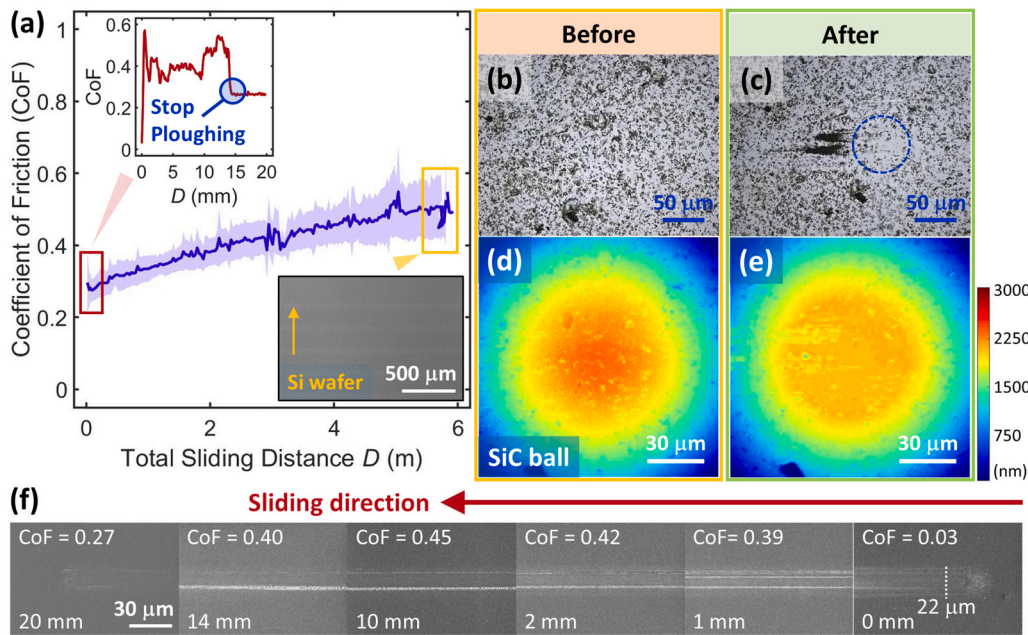 (a)
Coefficient of Friction (CoF)
1
0.8
0.6
0.4
0.2
0
0
2
4
6
Total Sliding Distance D (m)
CoF
0.6
0.4
0.2
0
0
5
10
15
20
D (mm)
Stop
Ploughing
Si wafer
500 μm
Before
After
(b)
50 μm
(c)
50 μm
(d)
SiC ball
30 μm
(e)
30 μm
3000
2250
1500
750
(nm)
(f)
Sliding direction
CoF = 0.27
CoF = 0.40
CoF = 0.45
CoF = 0.42
CoF= 0.39
CoF = 0.03
20 mm
30 μm
14 mm
10 mm
2 mm
1 mm
0 mm
22 μm